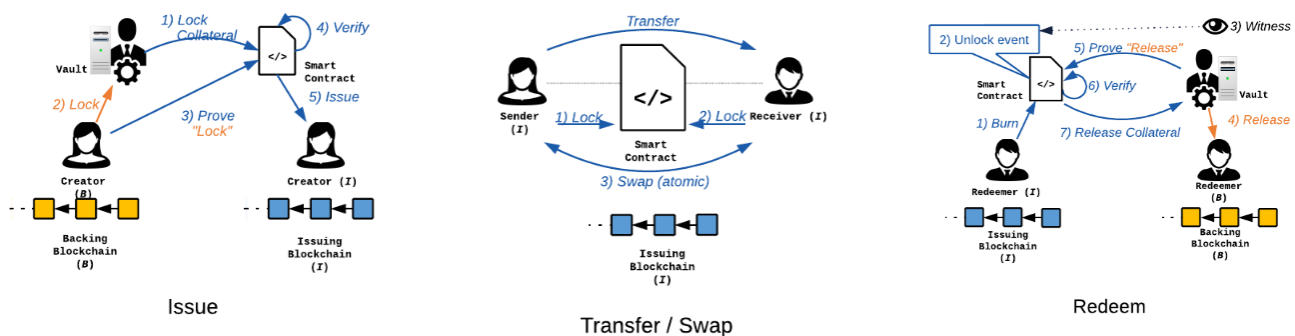 1) Lock
Collateral
4) Verify
</>
Vault
Smart
Contract
2) Lock
3) Prove
"Lock"
5) Issue
Creator
(B)
Creator (I)
Backing
Blockchain
(B)
Issuing
Blockchain
(I)
Issue
Transfer
</>
Sender
(I)
1) Lock
2) Lock
Receiver (I)
Smart
Contract
3) Swap (atomic)
Issuing
Blockchain
(I)
Transfer / Swap
3) Witness
2) Unlock event
5) Prove "Release"
Smart
Contract
</>
6) Verify
Vault
1) Burn
7) Release Collateral
4) Release
Redeemer (I)
Redeemer
(B)
Issuing
Blockchain
(I)
Backing
Blockchain
(B)
Redeem